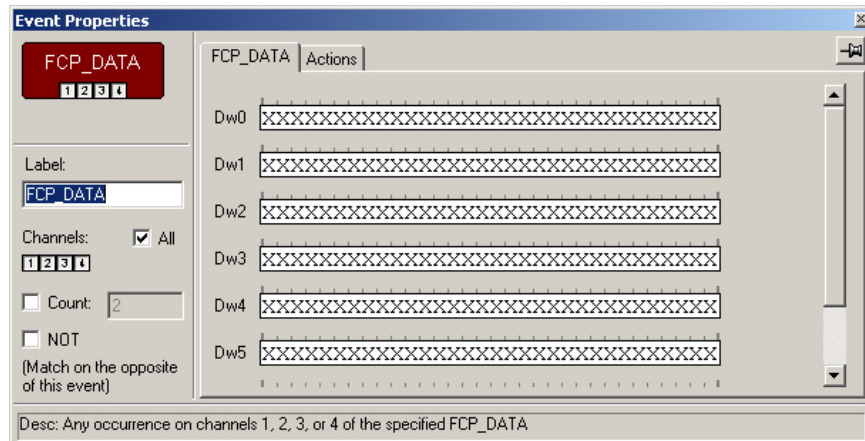 Event Properties
FCP_DATA
1 2 3 4
FCP_DATA
Actions
Label:
FCP_DATA
Channels:
All
1 2 3 4
Count:
2
NOT
(Match on the opposite
of this event)
Dw0 XXXXXXXXXXXXXXXXXXXXXXXXXXXXXXXX
Dw1 XXXXXXXXXXXXXXXXXXXXXXXXXXXXXXXX
Dw2 XXXXXXXXXXXXXXXXXXXXXXXXXXXXXXXX
Dw3 XXXXXXXXXXXXXXXXXXXXXXXXXXXXXXXX
Dw4 XXXXXXXXXXXXXXXXXXXXXXXXXXXXXXXX
Dw5 XXXXXXXXXXXXXXXXXXXXXXXXXXXXXXXX
Desc: Any occurrence on channels 1, 2, 3, or 4 of the specified FCP_DATA